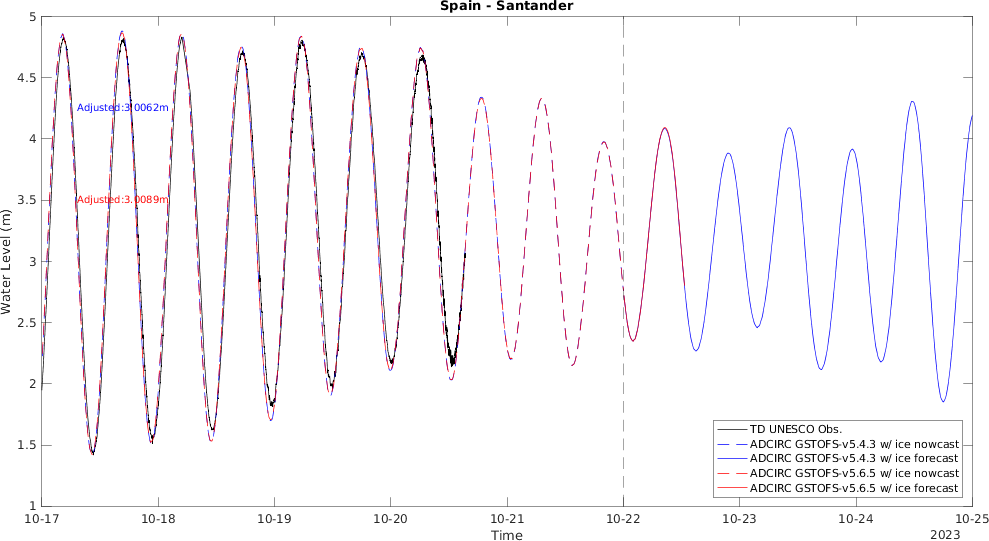 Spain - Santander
Water Level (m)
5
4.5
4
3.5
3
2.5
2
1.5
1
Adjusted:3.0062m
Adjusted:3.0089m
TD UNESCO Obs.
ADCIRC GSTOFS-v5.4.3 w/ ice nowcast
ADCIRC GSTOFS-v5.4.3 w/ ice forecast
ADCIRC GSTOFS-v5.6.5 w/ ice nowcast
ADCIRC GSTOFS-v5.6.5 w/ ice forecast
10-17 10-18 10-19 10-20 10-21 10-22 10-23 10-24 10-25
Time
2023